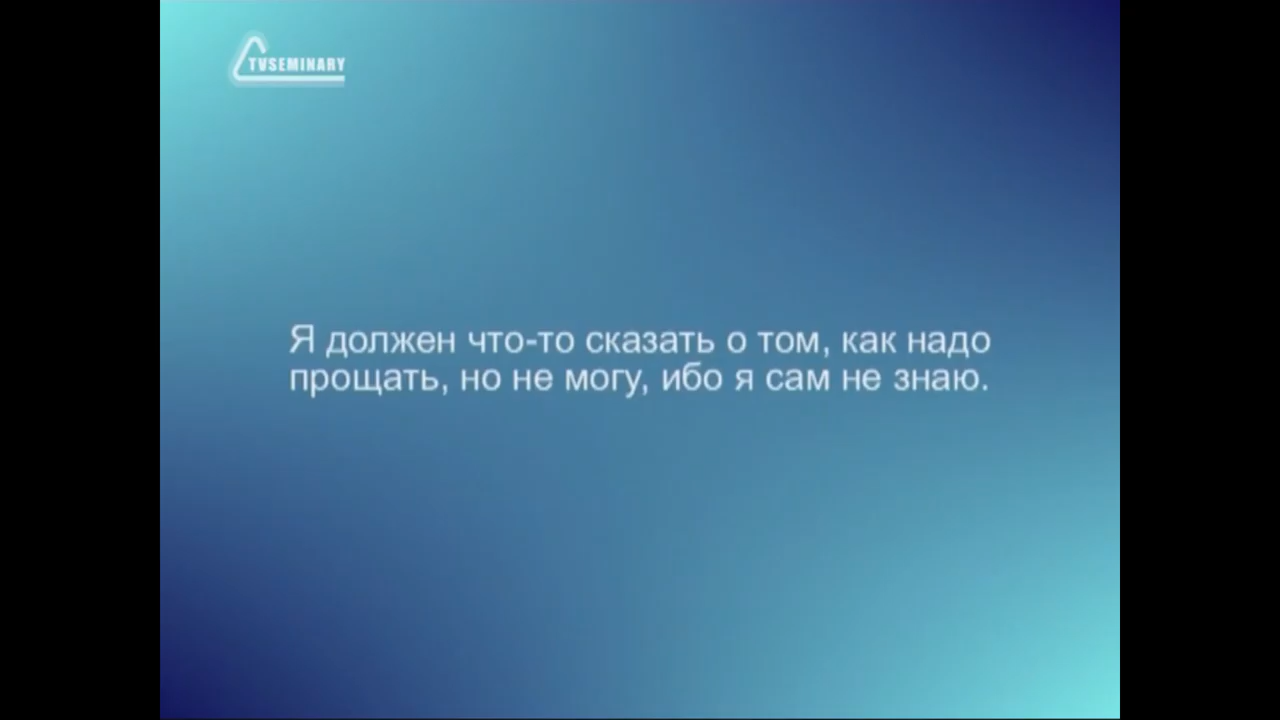 TVSEMINARY
Я должен что-то сказать о том, как надо
прощать, но не могу, ибо я сам не знаю.